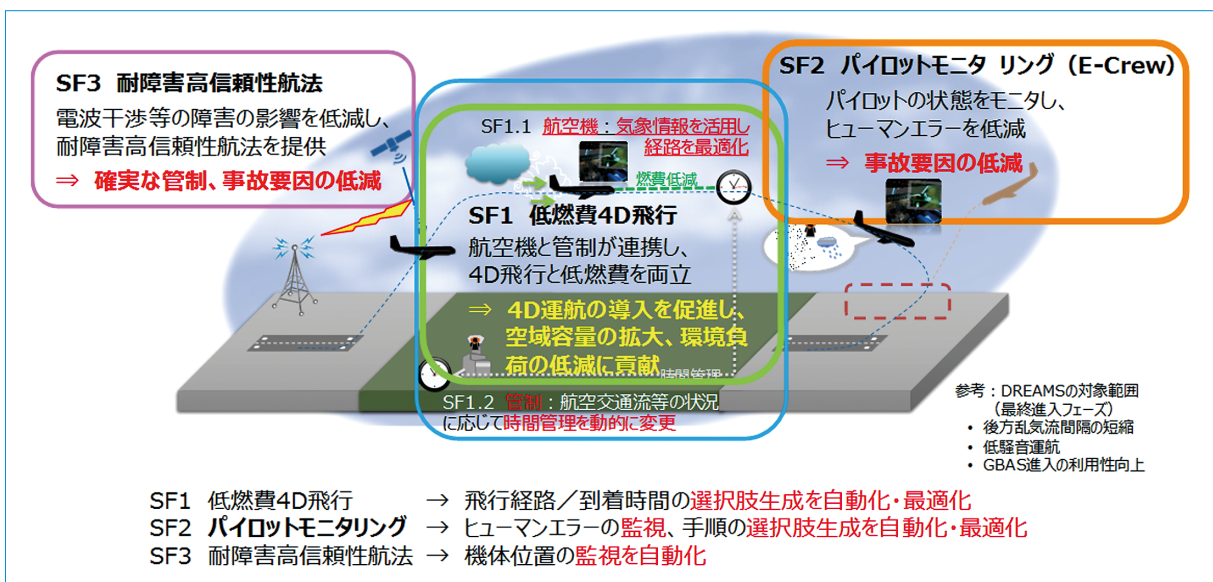 SF3 耐障害高信頼性航法
電波干渉等の障害の影響を低減し、
耐障害高信頼性航法を提供
⇒ 確実な管制、事故要因の低減
SF2 パイロットモニタ リング（E-Crew）
パイロットの状態をモニタし、
ヒューマンエラーを低減
⇒ 事故要因の低減
SF1.1 航空機：気象情報を活用し
経路を最適化
燃費低減
SF1 低燃費4D飛行
航空機と管制が連携し、
4D飛行と低燃費を両立
⇒ 4D運航の導入を促進し、
空域容量の拡大、環境負
荷の低減に貢献
時間管理
SF1.2 管制：航空交通流等の状況
に応じて時間管理を動的に変更
参考：DREAMSの対象範囲
（最終進入フェーズ）
• 後方乱気流間隔の短縮
• 低騒音運航
• GBAS進入の利用性向上
SF1 低燃費4D飛行 → 飛行経路／到着時間の選択肢生成を自動化・最適化
SF2 パイロットモニタリング → ヒューマンエラーの監視、手順の選択肢生成を自動化・最適化
SF3 耐障害高信頼性航法 → 機体位置の監視を自動化